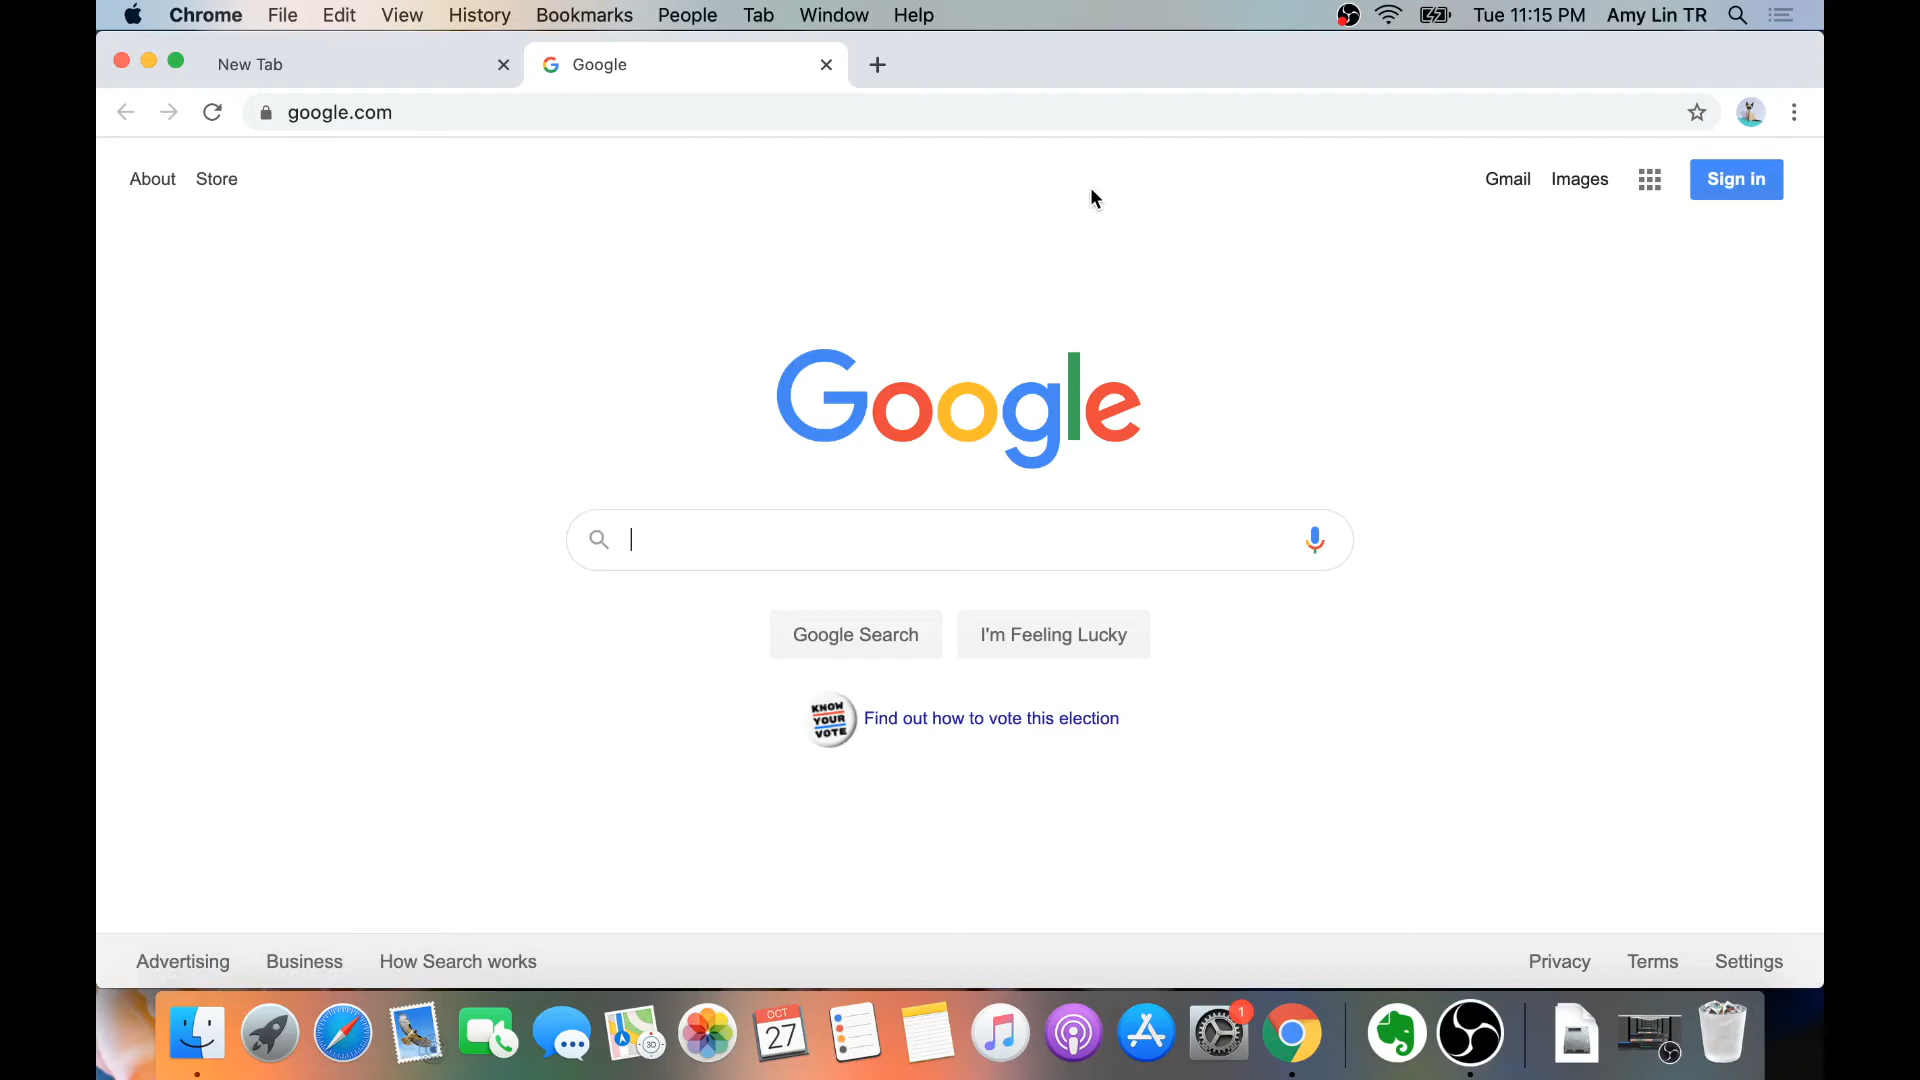 Chrome File Edit View History Bookmarks People Tab Window Help Tue 11:15 PM Amy Lin TR
New Tab Google
google.com
About Store Gmail Images Sign in
Google
Google Search I'm Feeling Lucky
KNOW
YOUR
VOTE
Find out how to vote this election
Advertising Business How Search works Privacy Terms Settings
3D
OCT
27
1